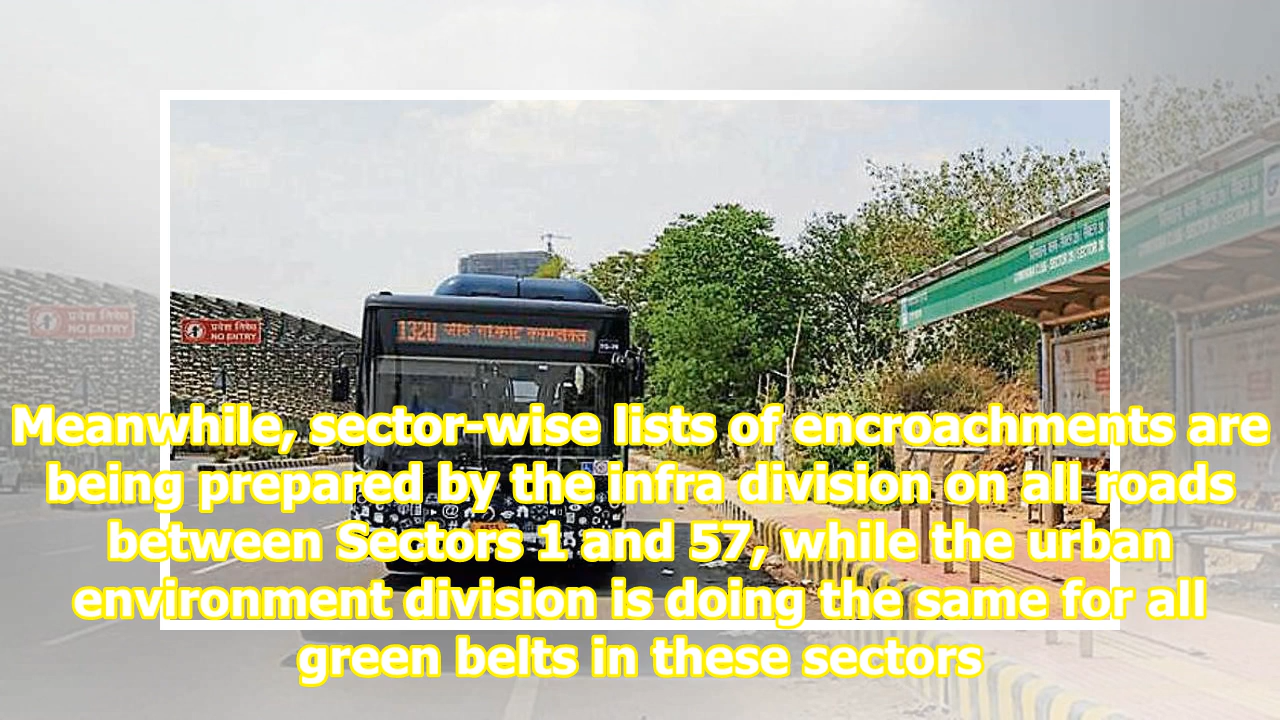 प्रवेश निषेध
NO ENTRY
132U
Meanwhile, sector-wise lists of encroachments are
being prepared by the infra division on all roads
between Sectors 1 and 57, while the urban
environment division is doing the same for all
green belts in these sectors